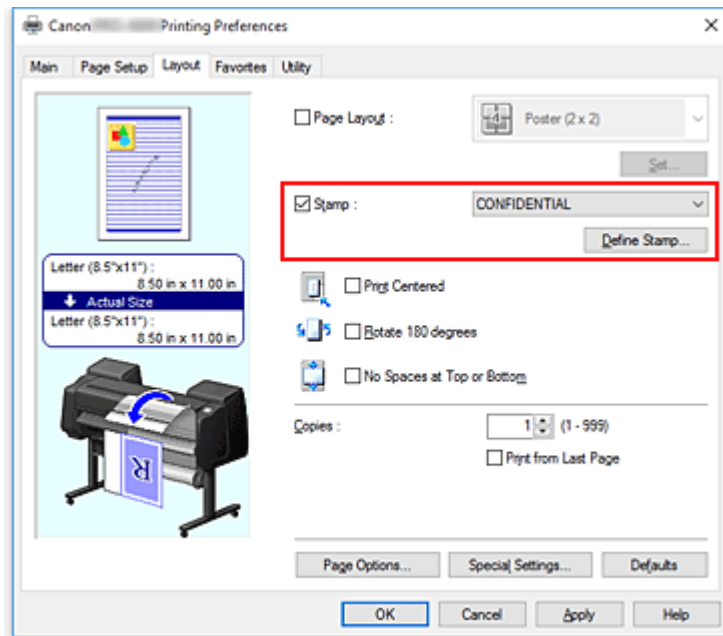 Canon Printing Preferences
Main Page Setup Layout Favorites Utility
Page Layout : Poster (2 x 2)
Set...
Stamp : CONFIDENTIAL
Define Stamp...
Letter (8.5"x11") :
8.50 in x 11.00 in
Actual Size
Letter (8.5"x11") :
8.50 in x 11.00 in
Print Centered
Rotate 180 degrees
No Spaces at Top or Bottom
Copies : 1 (1 - 999)
Print from Last Page
R
Page Options... Special Settings... Defaults
OK Cancel Apply Help